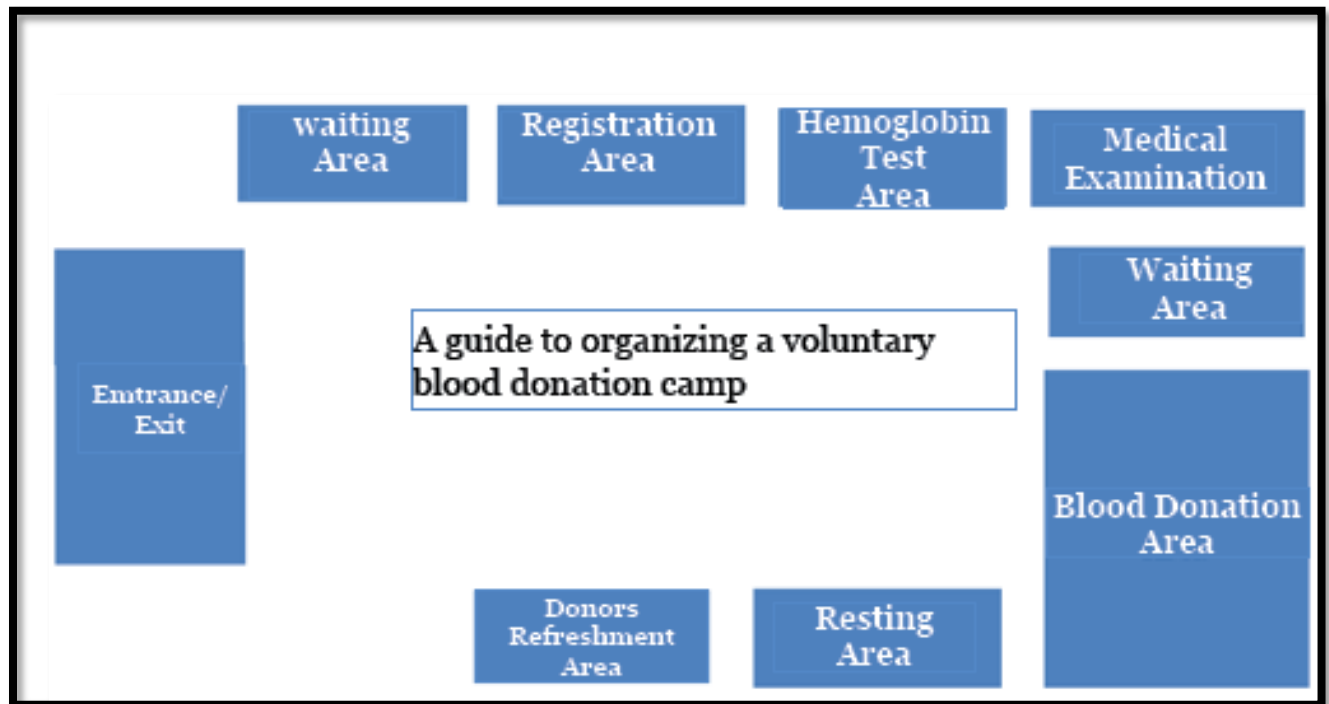 waiting
Area
Registration
Area
Hemoglobin
Test
Area
Medical
Examination
Waiting
Area
A guide to organizing a voluntary
blood donation camp
Emtrance/
Exit
Blood Donation
Area
Donors
Refreshment
Area
Resting
Area